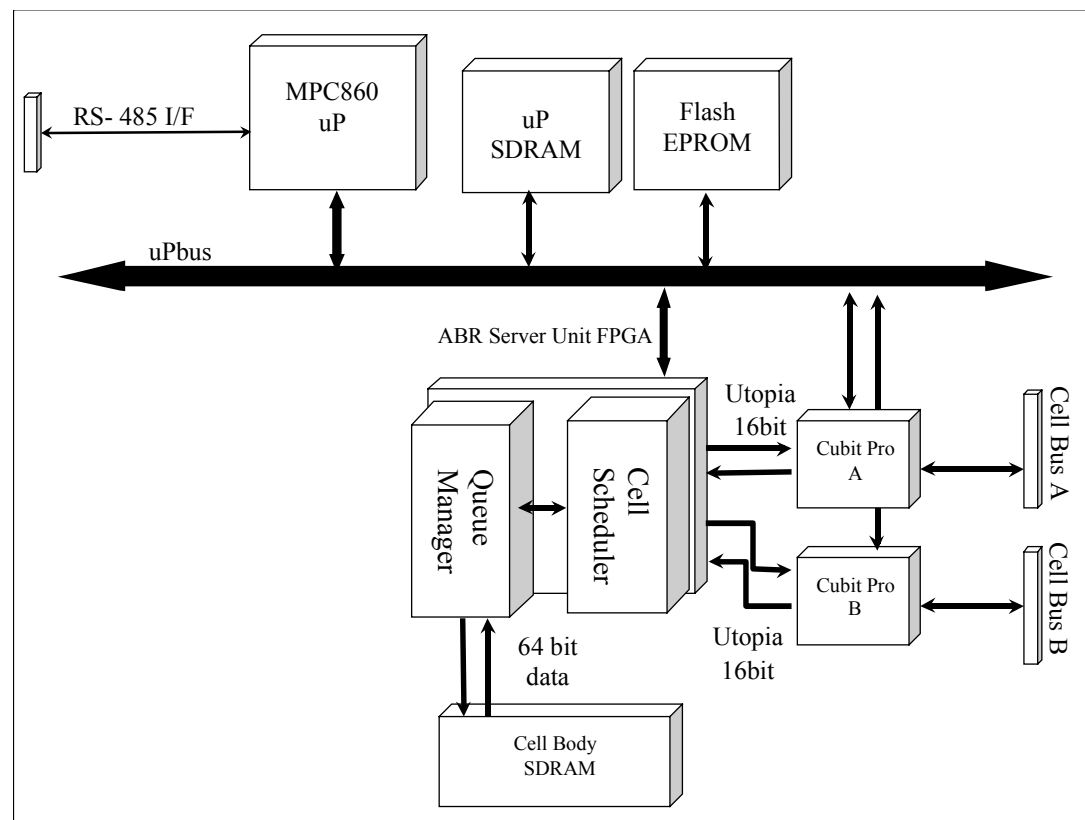 MPC860
uP
RS- 485 I/F
uP
SDRAM
Flash
EPROM
uPbus
ABR Server Unit FPGA
Utopia
16bit
Queue
Manager
Cell
Scheduler
Cubit Pro
A
Cell Bus A
Cubit Pro
B
Cell Bus B
Utopia
16bit
64 bit
data
Cell Body
SDRAM